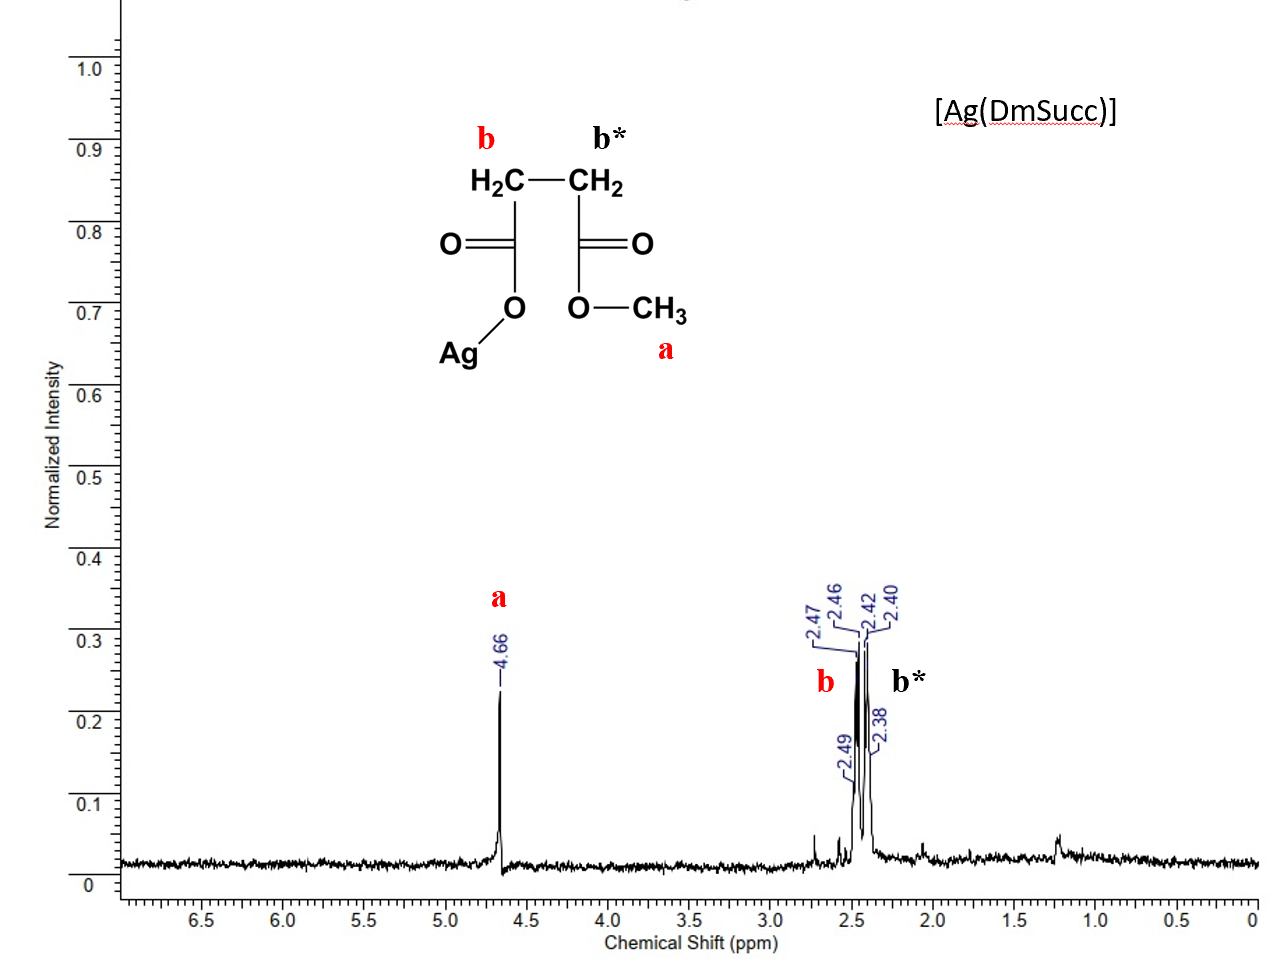 [Ag(DmSucc)]
b
b*
H₂C—CH₂
O
O
O
O—CH₃
Ag
a
Normalized Intensity
1.0
0.9
0.8
0.7
0.6
0.5
0.4
0.3
0.2
0.1
0
a
4.66
2.47
2.46
2.42
2.40
b
b*
2.49
2.38
6.5 6.0 5.5 5.0 4.5 4.0 3.5 3.0 2.5 2.0 1.5 1.0 0.5 0
Chemical Shift (ppm)